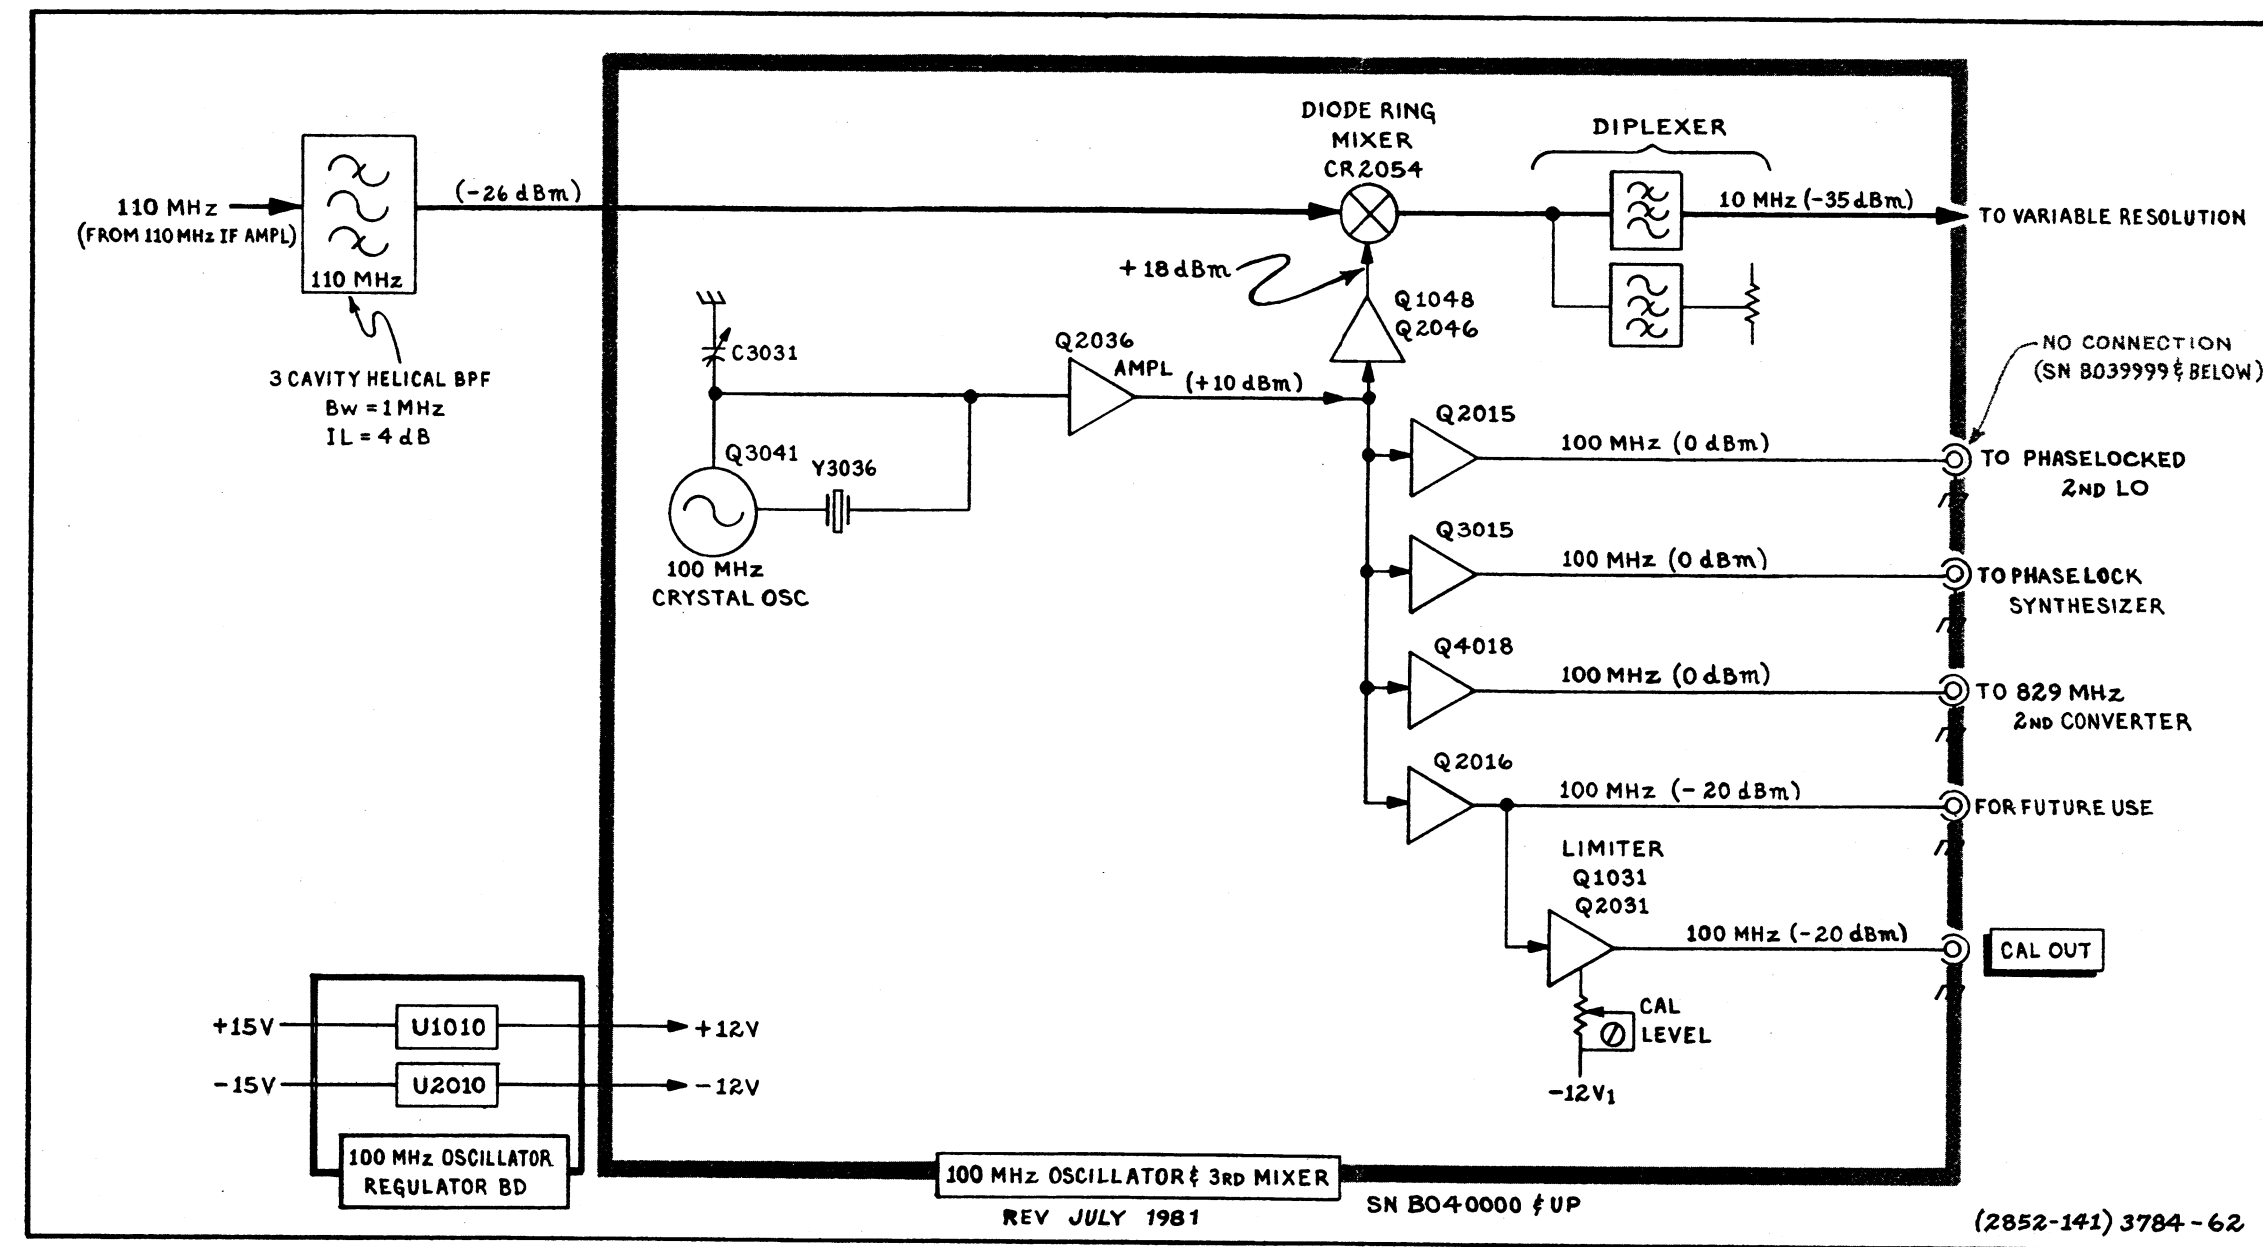 DIODE RING
MIXER
CR2054
DIPLEXER
110 MHz
(FROM 110 MHz IF AMPL)
110 MHz
(-26 dBm)
10 MHz (-35 dBm)
TO VARIABLE RESOLUTION
3 CAVITY HELICAL BPF
BW = 1 MHz
IL = 4 dB
+ 18 dBm
Q1048
Q2046
C3031
Q2036
AMPL
(+10 dBm)
NO CONNECTION
(SN B039999 & BELOW)
Q3041
Y3036
100 MHz
CRYSTAL OSC
Q2015
100 MHz (0 dBm)
TO PHASELOCKED
2ND LO
Q3015
100 MHz (0 dBm)
TO PHASELOCK
SYNTHESIZER
Q4018
100 MHz (0 dBm)
TO 829 MHz
2ND CONVERTER
Q2016
100 MHz (-20 dBm)
FOR FUTURE USE
LIMITER
Q1031
Q2031
100 MHz (-20 dBm)
CAL OUT
CAL
LEVEL
-12V1
+15V
U1010
+12V
-15V
U2010
-12V
100 MHz OSCILLATOR
REGULATOR BD
100 MHz OSCILLATOR & 3RD MIXER
REV JULY 1981
SN B040000 & UP
(2852-141) 3784-62